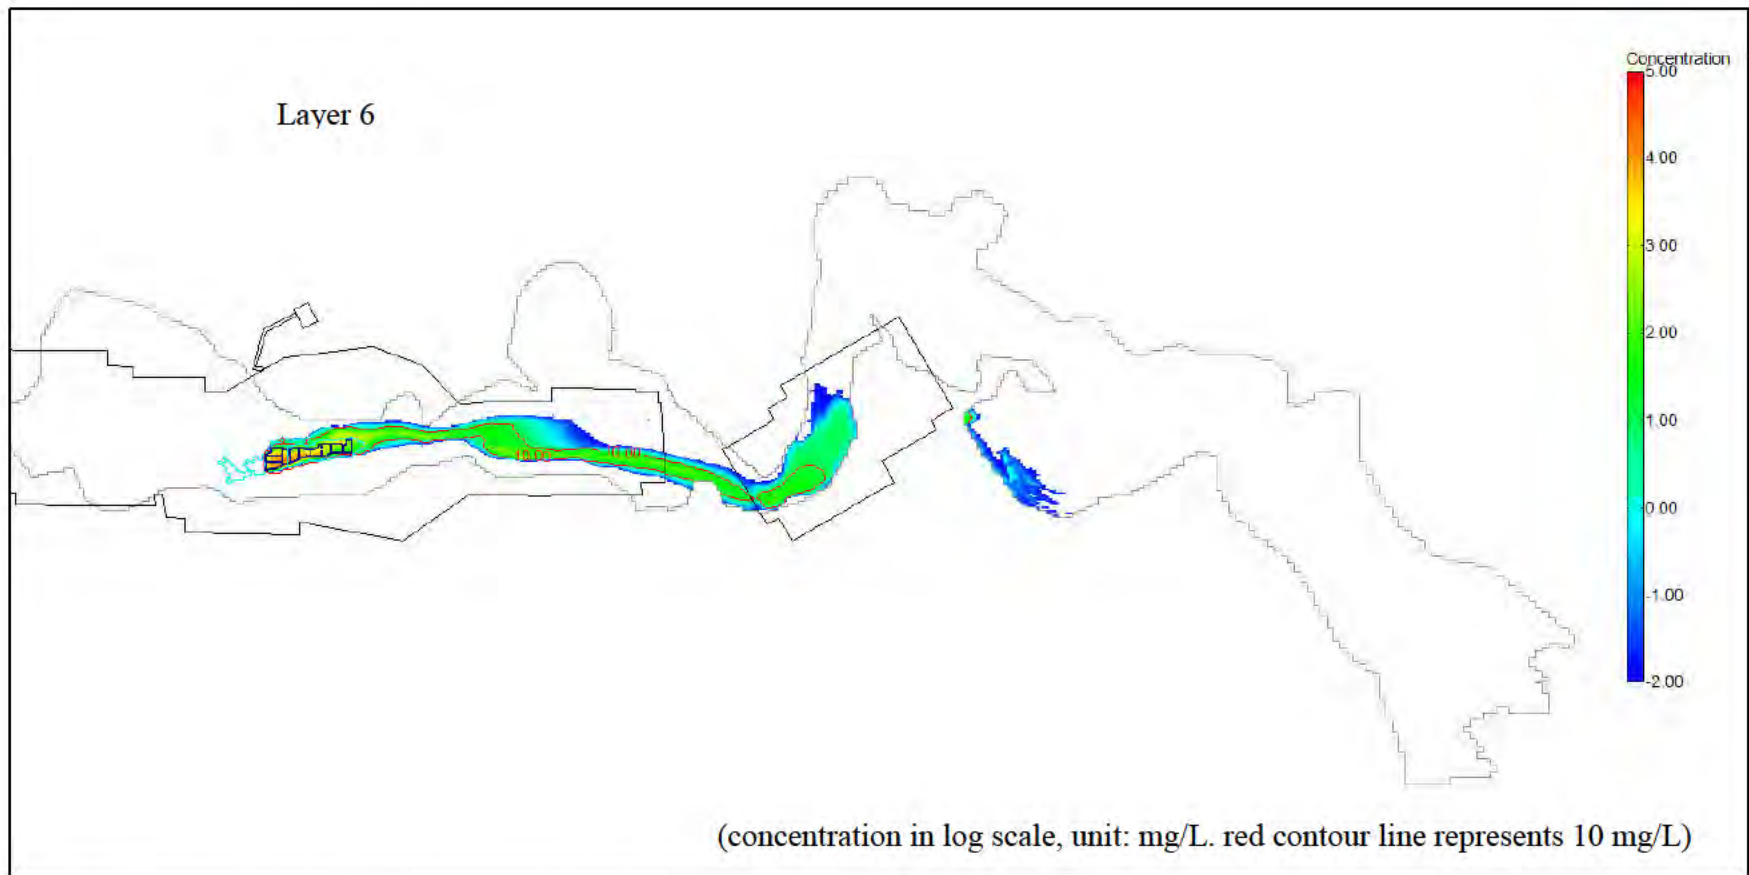 Concentration
5.00
Layer 6
4.00
3.00
2.00
1.00
0.00
-1.00
-2.00
(concentration in log scale, unit: mg/L. red contour line represents 10 mg/L)